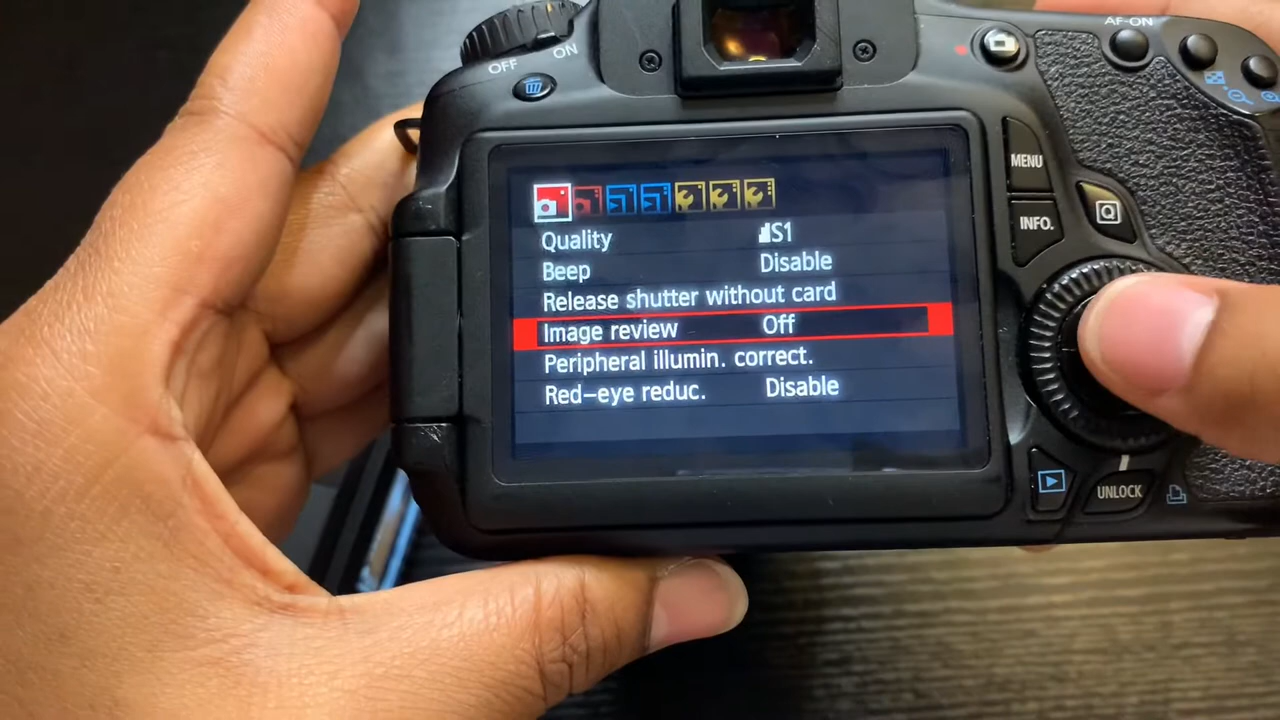 AF-ON
OFF
ON
MENU
INFO.
Q
Quality S1
Beep Disable
Release shutter without card
Image review Off
Peripheral illumin. correct.
Red-eye reduc. Disable
UNLOCK